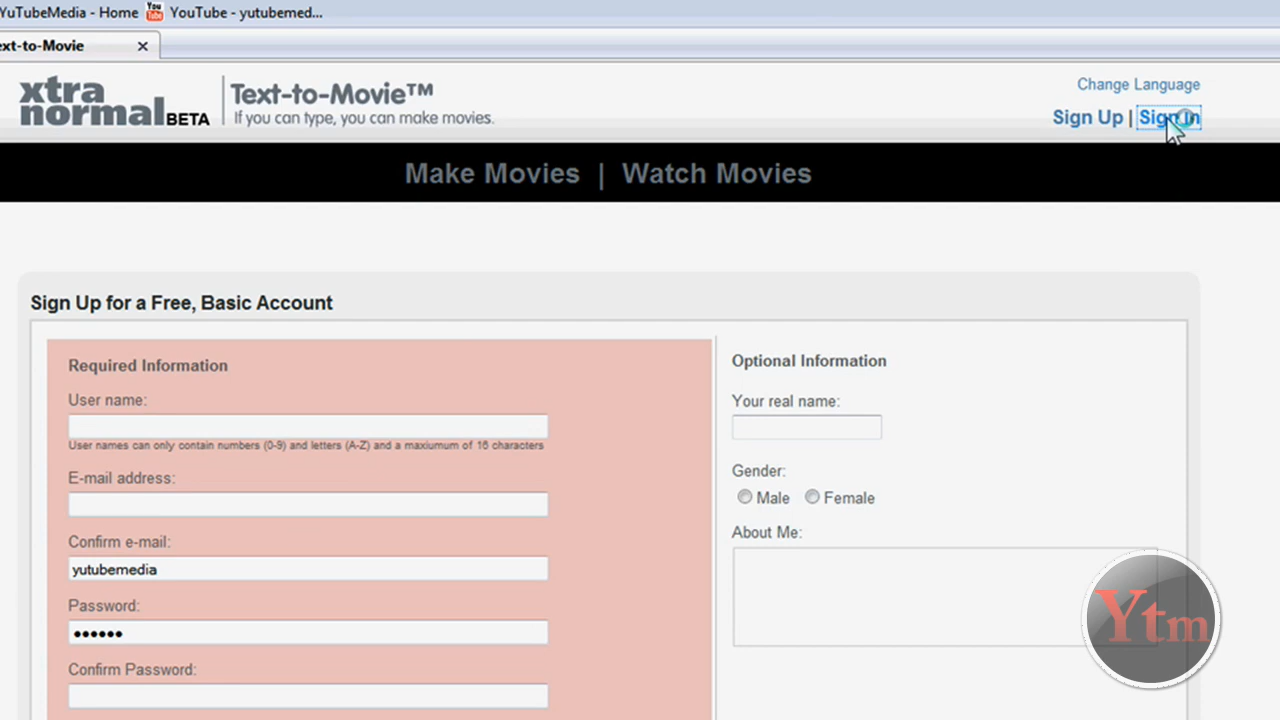 YuTubeMedia - Home You Tube YouTube - yutubemed...
ext-to-Movie
xtra normal BETA
Text-to-Movie™
If you can type, you can make movies.
Change Language
Sign Up | Sign In
Make Movies | Watch Movies
Sign Up for a Free, Basic Account
Required Information
User name:
User names can only contain numbers (0-9) and letters (A-Z) and a maxiumum of 16 characters
E-mail address:
Confirm e-mail:
yutubemedia
Password:
••••••
Confirm Password:
Optional Information
Your real name:
Gender:
Male Female
About Me:
Ytm